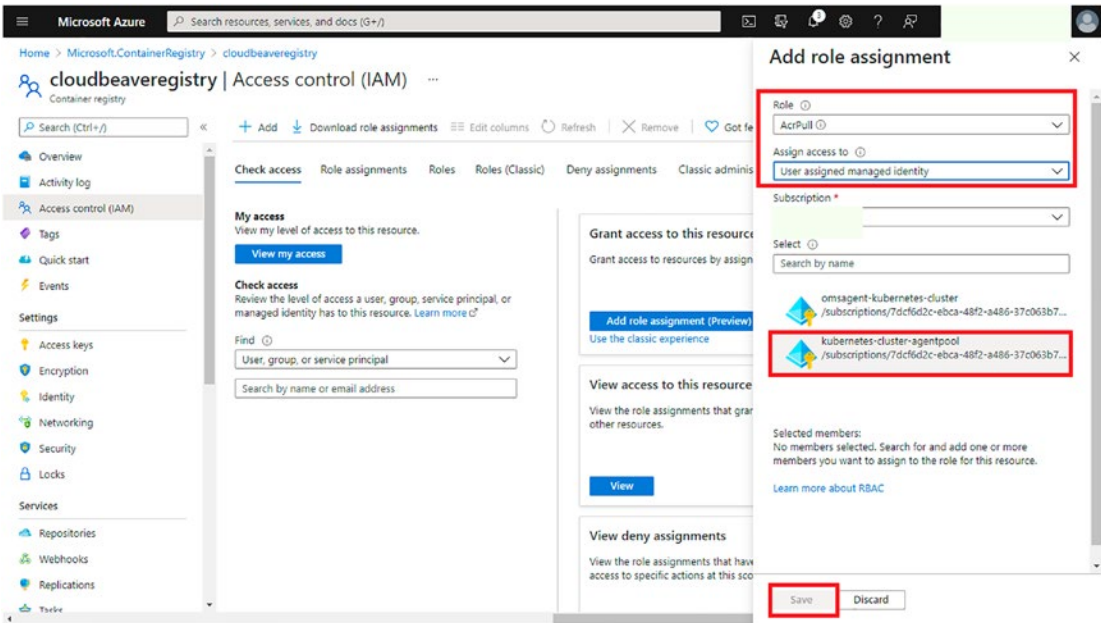 Microsoft Azure
Search resources, services, and docs (G+/)
3
Home > Microsoft.ContainerRegistry > cloudbeaveregistry
cloudbeaveregistry | Access control (IAM) ...
Container registry
Search (Ctrl+/)
Overview
Activity log
Access control (IAM)
Tags
Quick start
Events
Settings
Access keys
Encryption
Identity
Networking
Security
Locks
Services
Repositories
Webhooks
Replications
Tasks
Add
Download role assignments
Edit columns
Refresh
Remove
Got fe
Check access
Role assignments
Roles
Roles (Classic)
Deny assignments
Classic adminis
My access
View my level of access to this resource.
View my access
Check access
Review the level of access a user, group, service principal, or
managed identity has to this resource. Learn more
Find
User, group, or service principal
Search by name or email address
Grant access to this resource
Grant access to resources by assign
Add role assignment (Preview)
Use the classic experience
View access to this resource
View the role assignments that gran
other resources.
View
View deny assignments
View the role assignments that have
access to specific actions at this sco
Add role assignment
Role
AcrPull
Assign access to
User assigned managed identity
Subscription *
Select
Search by name
omsagent-kubernetes-cluster
/subscriptions/7dcf6d2c-ebca-48f2-a486-37c063b7...
kubernetes-cluster-agentpool
/subscriptions/7dcf6d2c-ebca-48f2-a486-37c063b7...
Selected members:
No members selected. Search for and add one or more
members you want to assign to the role for this resource.
Learn more about RBAC
Save
Discard